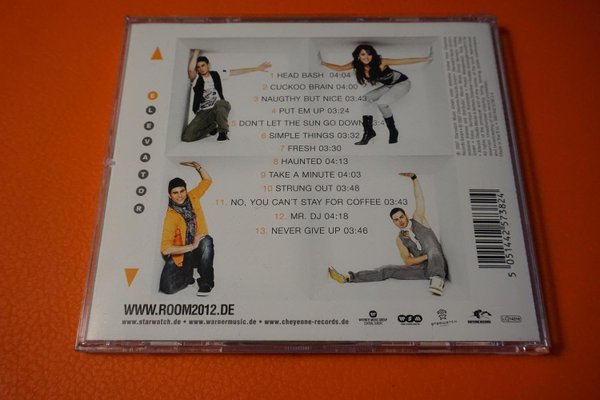 ELEVATOR
1 HEAD BASH 04:04
2 CUCKOO BRAIN 04:00
3 NAUGTHY BUT NICE 03:43
4 PUT EM UP 03:24
5 DON'T LET THE SUN GO DOWN
6 SIMPLE THINGS 03:32
7 FRESH 03:30
8 HAUNTED 04:13
9 TAKE A MINUTE 04:03
10 STRUNG OUT 03:48
11. NO, YOU CAN'T STAY FOR COFFEE 03:43
12. MR. DJ 04:18
13. NEVER GIVE UP 03:46
5 051442 573824
WWW.ROOM2012.DE
www.starwatch.de • www.warnermusic.de • www.cheyenne-records.de